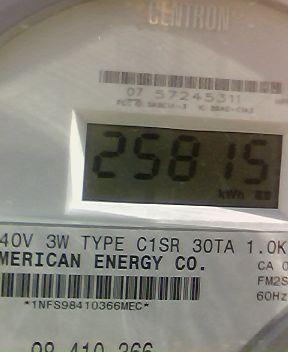 CENTRON
07 57245311
25815
kWh
40V 3W TYPE C1SR 30TA 1.0K
MERICAN ENERGY CO.
CA 0
*1NFS98410366MEC*
FM2S
60Hz
98 410 366